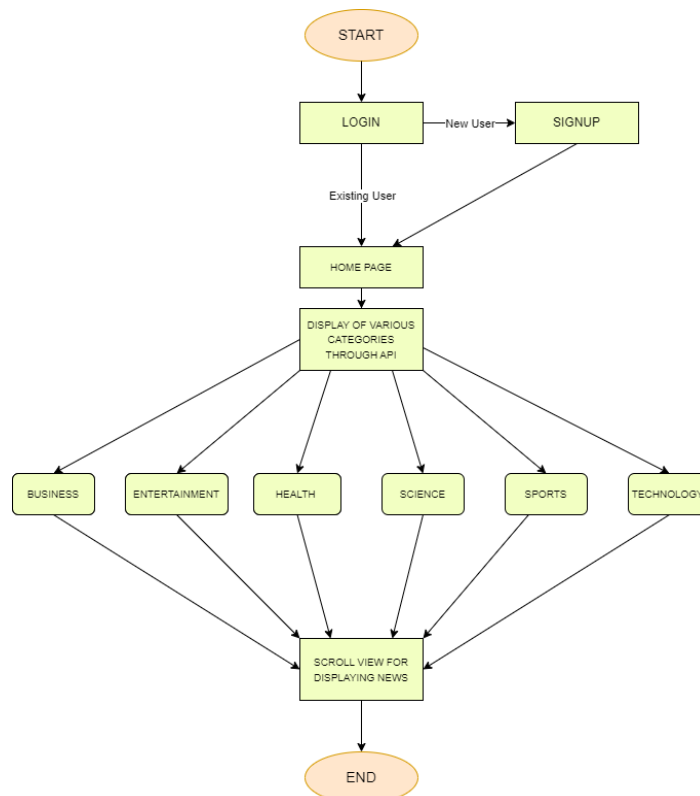 START
LOGIN
New User
SIGNUP
Existing User
HOME PAGE
DISPLAY OF VARIOUS
CATEGORIES
THROUGH API
BUSINESS
ENTERTAINMENT
HEALTH
SCIENCE
SPORTS
TECHNOLOGY
SCROLL VIEW FOR
DISPLAYING NEWS
END